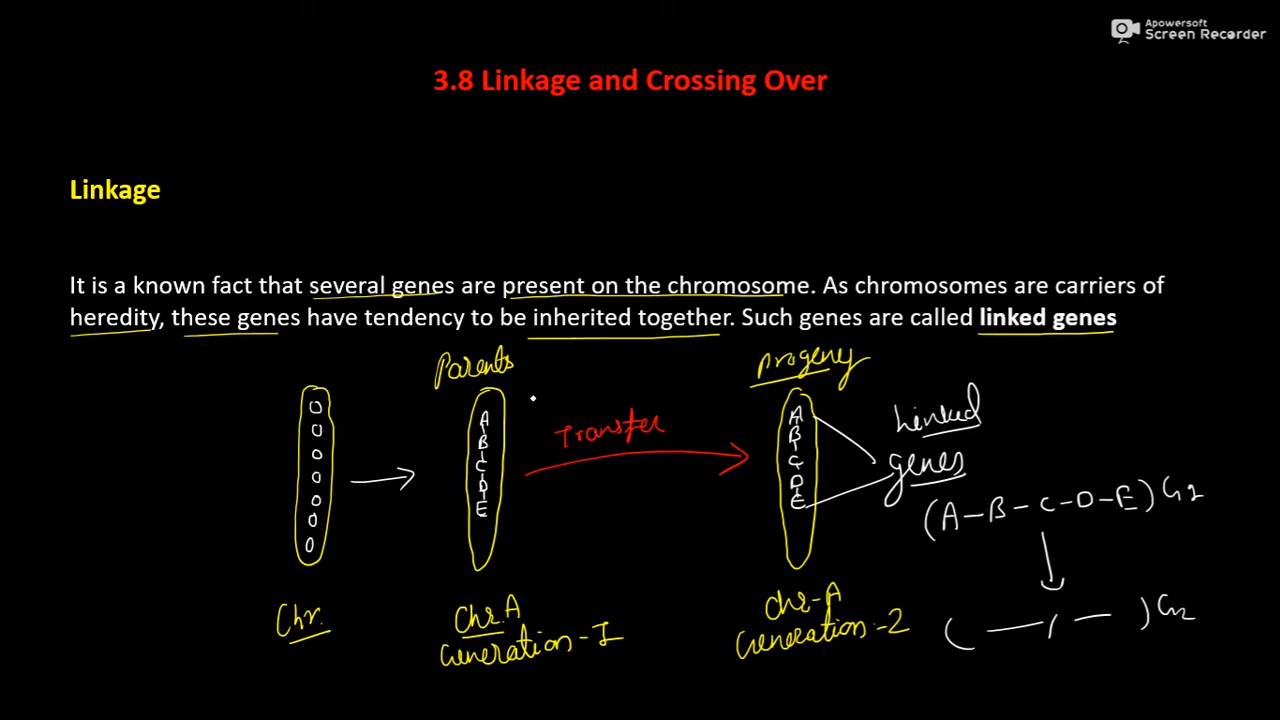 Apowersoft
Screen Recorder
3.8 Linkage and Crossing Over
Linkage
It is a known fact that several genes are present on the chromosome. As chromosomes are carriers of
heredity, these genes have tendency to be inherited together. Such genes are called linked genes
Parents
Progeny
A
B
C
D
E
Transfer
A
B
C
D
E
Linked
genes
(A-B-C-D-E)
Chr.
Chr. A
Generation-I
Chr-A
Generation-2